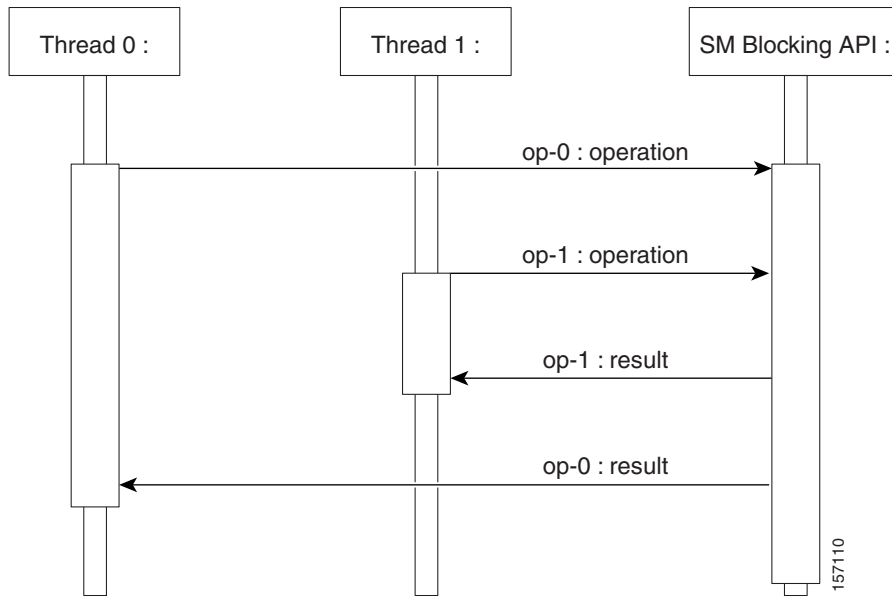 Thread 0 :
Thread 1 :
SM Blocking API :
op-0 : operation
op-1 : operation
op-1 : result
op-0 : result
157110